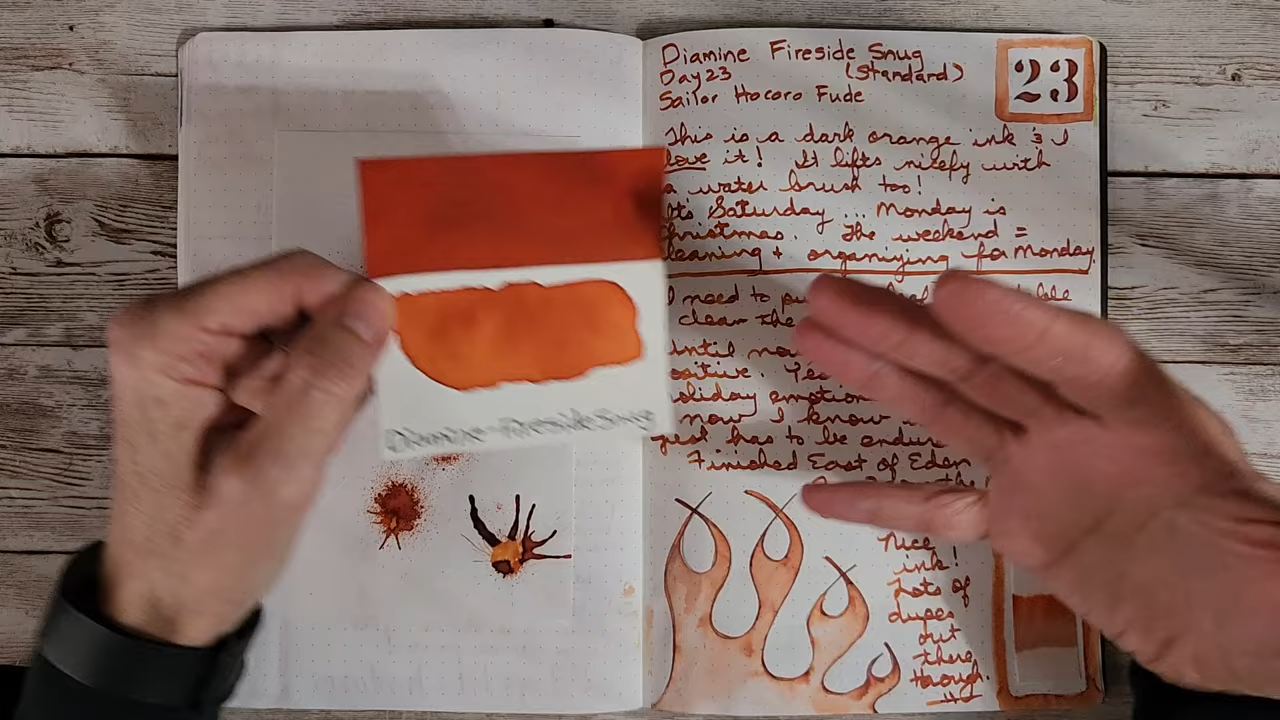 Diamine Fireside Snug
Day 23 (Standard)
Sailor Hocoro Fude
23
This is a dark orange ink & I
love it! It lifts nicely with
a water brush too!
It's Saturday ... Monday is
Christmas. The weekend =
cleaning + organizing for Monday.
I need to
clear the
until
positive.
holiday emotion
now I know
has to be
Finished East of Eden
Nice
ink!
Lots of
dupes
out
there
though.
Diamine Fireside Snug